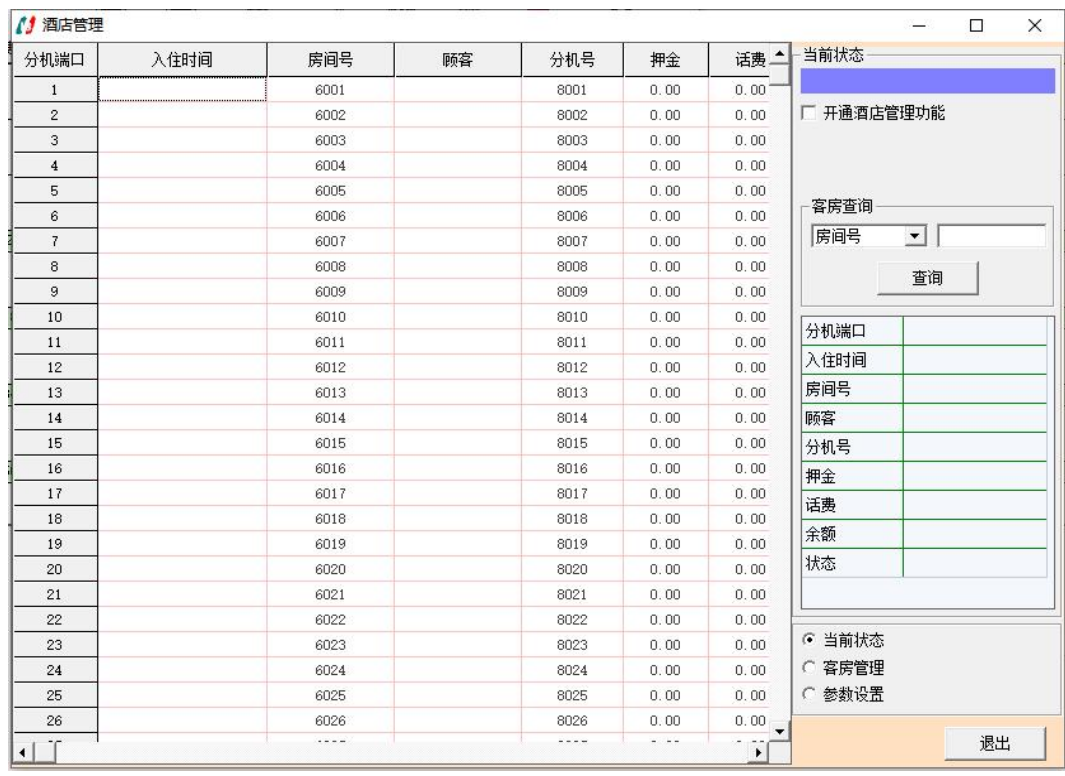 酒店管理
分机端口 入住时间 房间号 顾客 分机号 押金 话费
1 6001 8001 0.00 0.00
2 6002 8002 0.00 0.00
3 6003 8003 0.00 0.00
4 6004 8004 0.00 0.00
5 6005 8005 0.00 0.00
6 6006 8006 0.00 0.00
7 6007 8007 0.00 0.00
8 6008 8008 0.00 0.00
9 6009 8009 0.00 0.00
10 6010 8010 0.00 0.00
11 6011 8011 0.00 0.00
12 6012 8012 0.00 0.00
13 6013 8013 0.00 0.00
14 6014 8014 0.00 0.00
15 6015 8015 0.00 0.00
16 6016 8016 0.00 0.00
17 6017 8017 0.00 0.00
18 6018 8018 0.00 0.00
19 6019 8019 0.00 0.00
20 6020 8020 0.00 0.00
21 6021 8021 0.00 0.00
22 6022 8022 0.00 0.00
23 6023 8023 0.00 0.00
24 6024 8024 0.00 0.00
25 6025 8025 0.00 0.00
26 6026 8026 0.00 0.00
当前状态
开通酒店管理功能
客房查询
房间号
查询
分机端口
入住时间
房间号
顾客
分机号
押金
话费
余额
状态
当前状态
客房管理
参数设置
退出